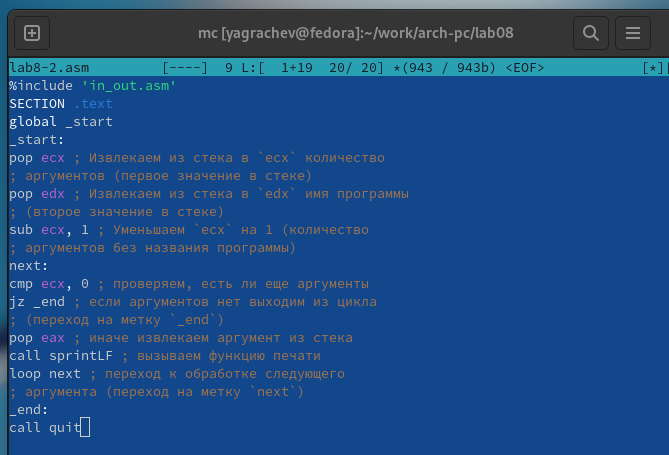 mc [yagrachev@fedora]:~/work/arch-pc/lab08
lab8-2.asm [----] 9 L:[ 1+19 20/ 20] *(943 / 943b) <EOF> [*]
%include 'in_out.asm'
SECTION .text
global _start
_start:
pop ecx ; Извлекаем из стека в `ecx` количество
; аргументов (первое значение в стеке)
pop edx ; Извлекаем из стека в `edx` имя программы
; (второе значение в стеке)
sub ecx, 1 ; Уменьшаем `ecx` на 1 (количество
; аргументов без названия программы)
next:
cmp ecx, 0 ; проверяем, есть ли еще аргументы
jz _end ; если аргументов нет выходим из цикла
; (переход на метку `_end`)
pop eax ; иначе извлекаем аргумент из стека
call sprintLF ; вызываем функцию печати
loop next ; переход к обработке следующего
; аргумента (переход на метку `next`)
_end:
call quit